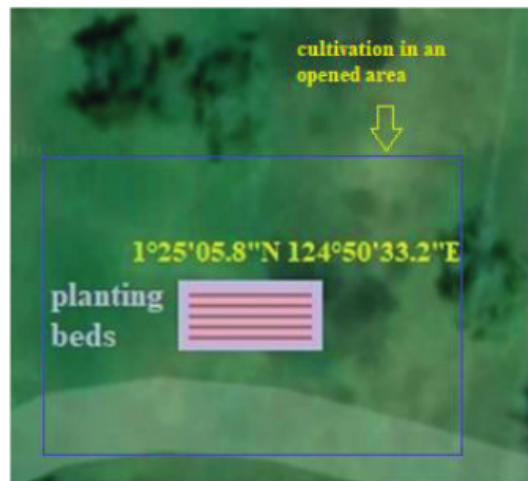 cultivation in an
opened area
1°25'05.8"N 124°50'33.2"E
planting
beds